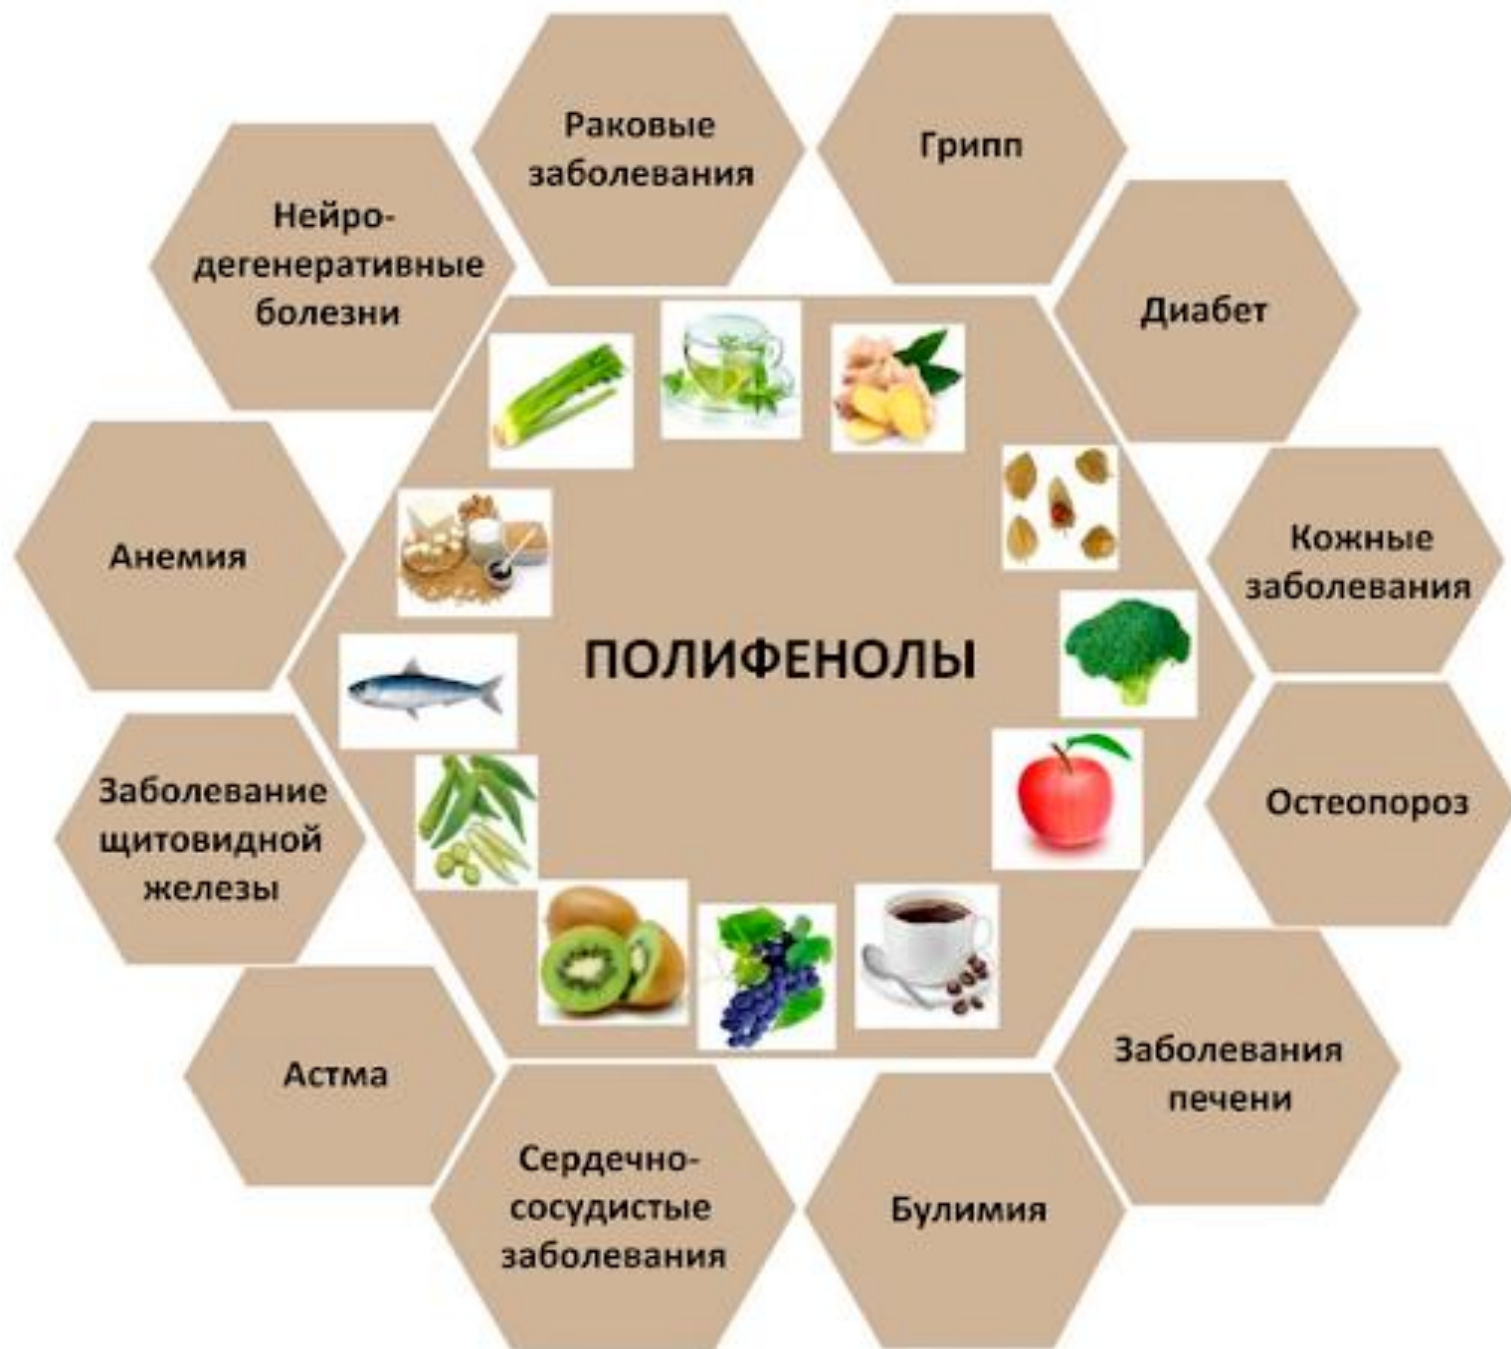 Раковые
заболевания
Грипп
Нейро-
дегенеративные
болезни
Диабет
Анемия
Кожные
заболевания
ПОЛИФЕНОЛЫ
Заболевание
щитовидной
железы
Остеопороз
Астма
Заболевания
печени
Сердечно-
сосудистые
заболевания
Булимия